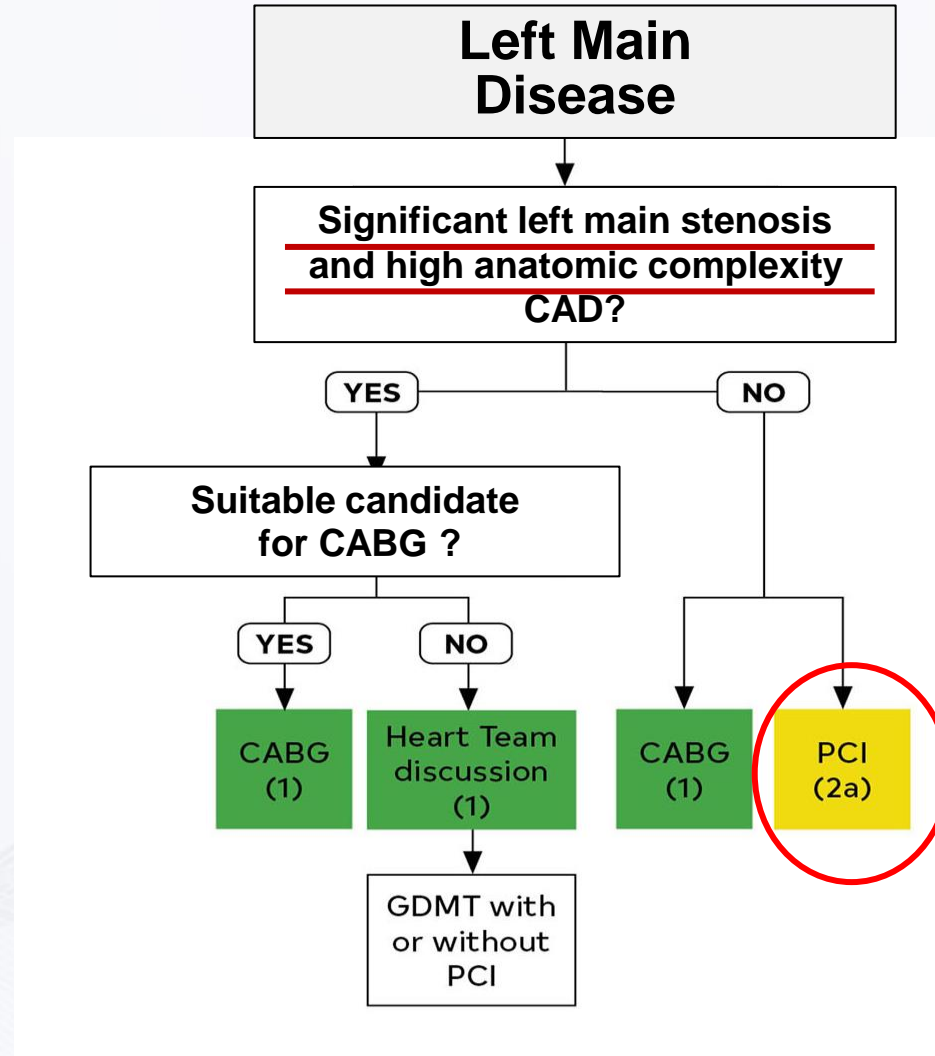 Left Main
Disease
Significant left main stenosis
and high anatomic complexity
CAD?
YES
NO
Suitable candidate
for CABG ?
YES
NO
CABG
(1)
Heart Team
discussion
(1)
CABG
(1)
PCI
(2a)
GDMT with
or without
PCI